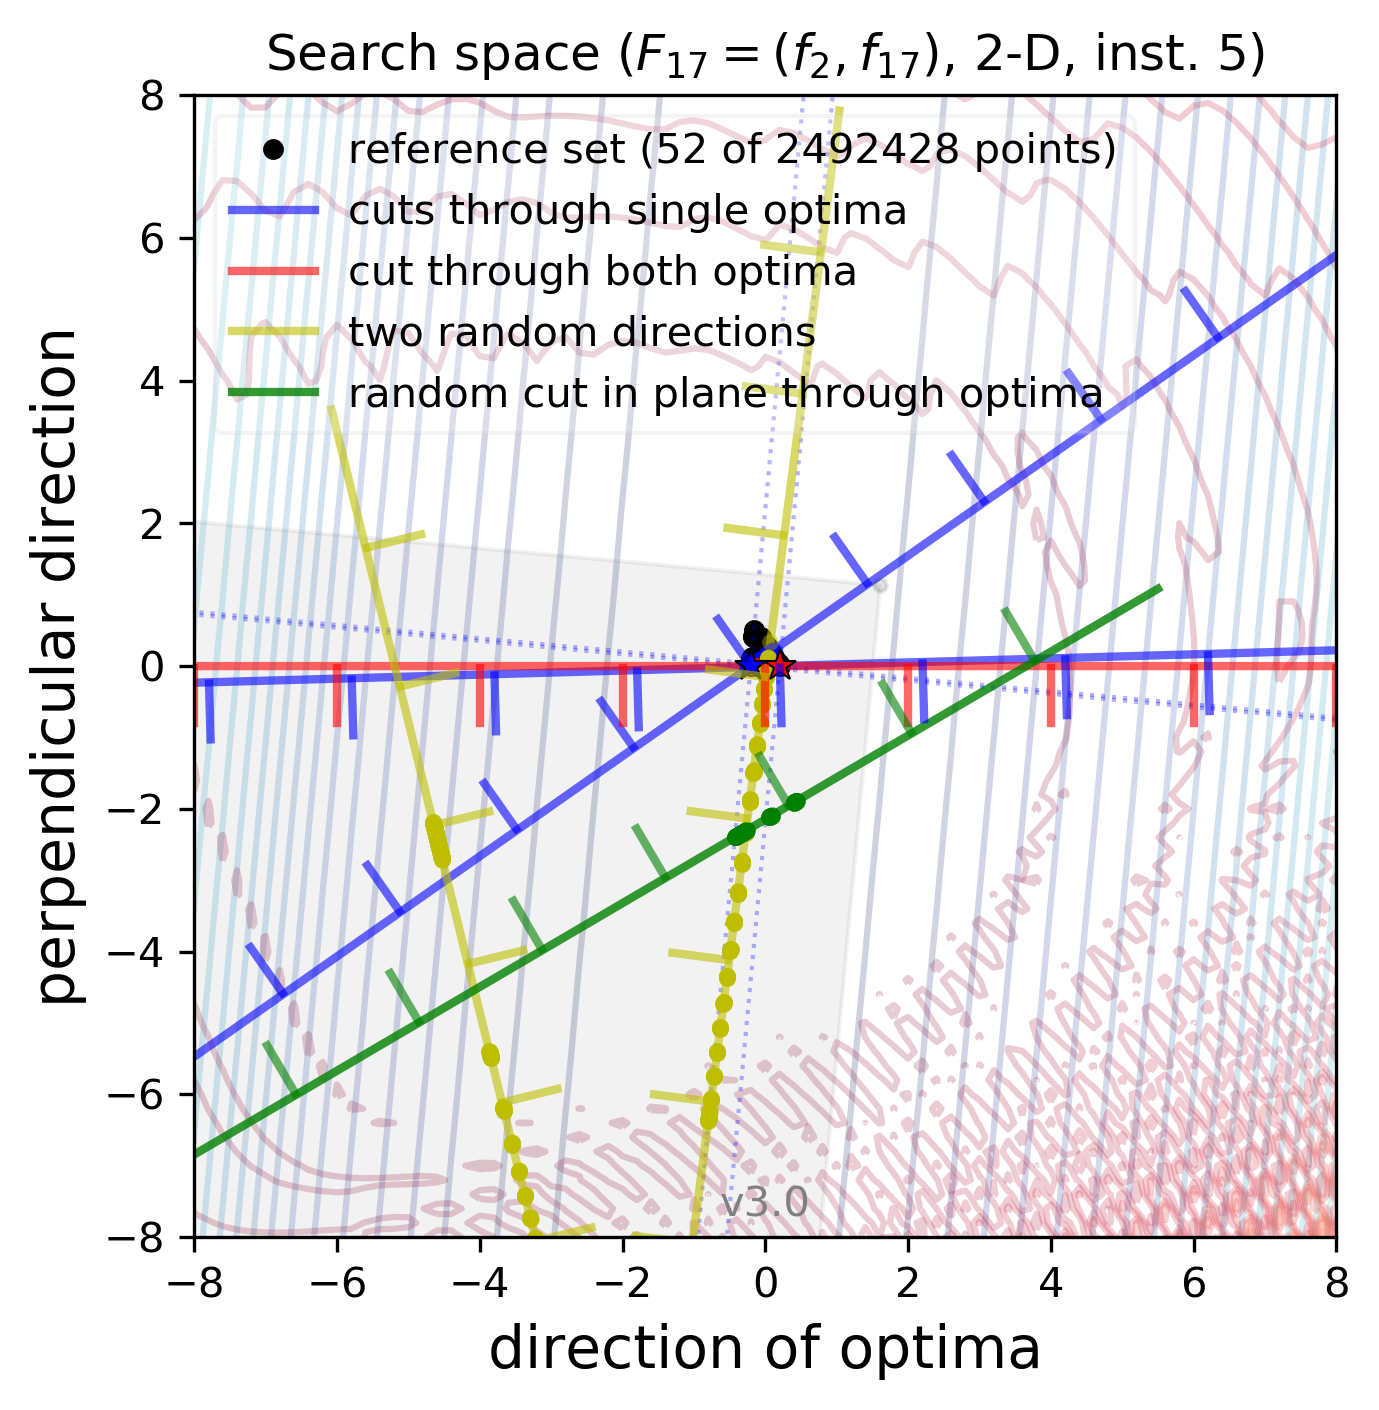 Search space (F₁₇ = (f₂, f₁₇), 2-D, inst. 5)
8
6
4
2
0
−2
−4
−6
−8
perpendicular direction
reference set (52 of 2492428 points)
cuts through single optima
cut through both optima
two random directions
random cut in plane through optima
v3.0
−8 −6 −4 −2 0 2 4 6 8
direction of optima